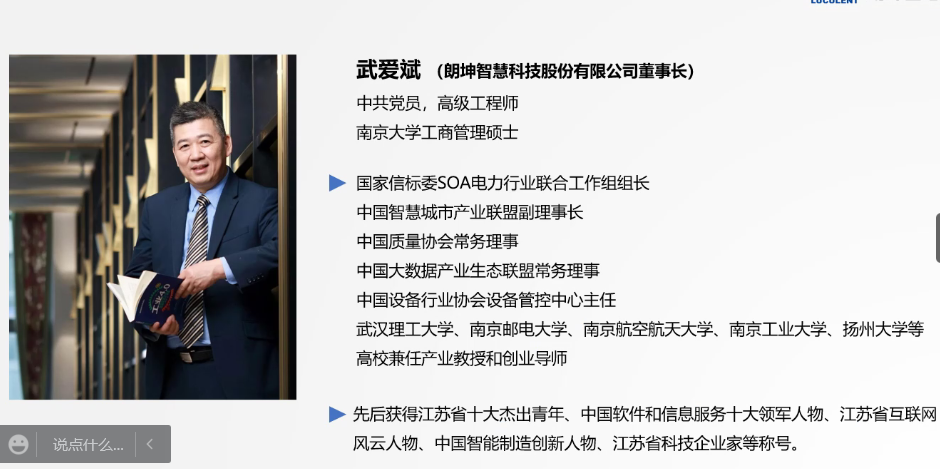 LUCULENT
武爱斌 （朗坤智慧科技股份有限公司董事长）
中共党员，高级工程师
南京大学工商管理硕士
国家信标委SOA电力行业联合工作组组长
中国智慧城市产业联盟副理事长
中国质量协会常务理事
中国大数据产业生态联盟常务理事
中国设备行业协会设备管控中心主任
武汉理工大学、南京邮电大学、南京航空航天大学、南京工业大学、扬州大学等
高校兼任产业教授和创业导师
先后获得江苏省十大杰出青年、中国软件和信息服务十大领军人物、江苏省互联网
风云人物、中国智能制造创新人物、江苏省科技企业家等称号。
工业4.0
说点什么...